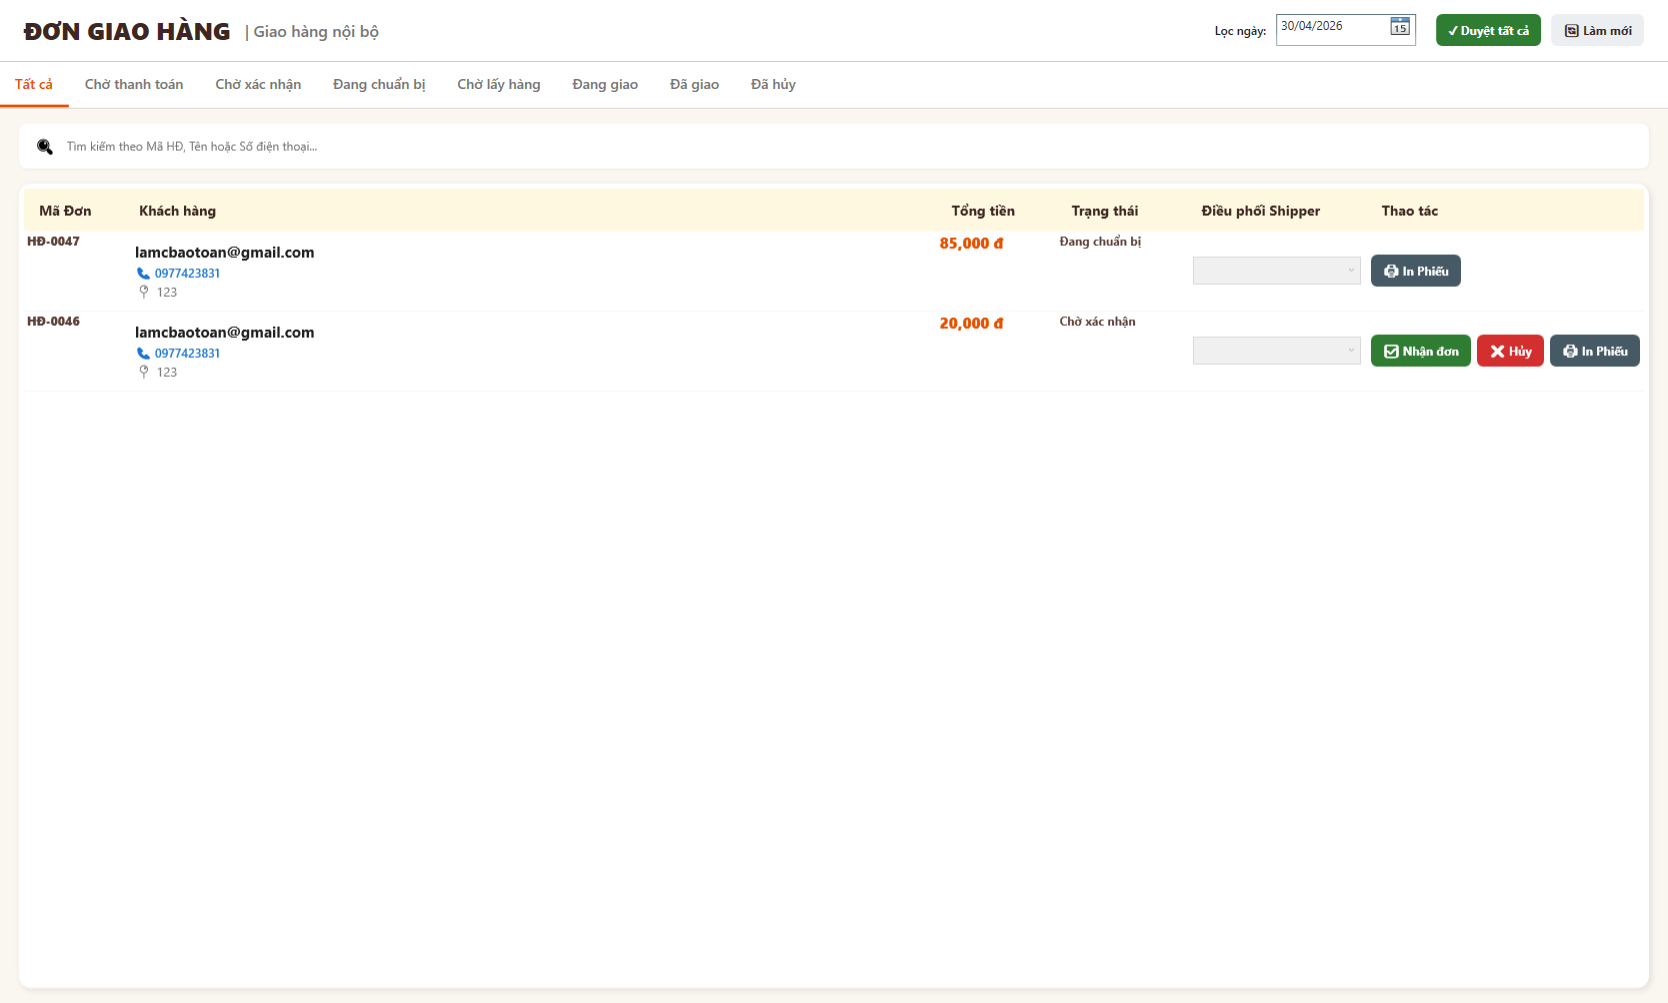 ĐƠN GIAO HÀNG | Giao hàng nội bộ
Lọc ngày: 30/04/2026 15 ✓ Duyệt tất cả Làm mới
Tất cả Chờ thanh toán Chờ xác nhận Đang chuẩn bị Chờ lấy hàng Đang giao Đã giao Đã hủy
Tìm kiếm theo Mã HĐ, Tên hoặc Số điện thoại...
Mã Đơn Khách hàng Tổng tiền Trạng thái Điều phối Shipper Thao tác
HĐ-0047 lamcbaotoan@gmail.com 85,000 đ Đang chuẩn bị
0977423831 In Phiếu
123
HĐ-0046 lamcbaotoan@gmail.com 20,000 đ Chờ xác nhận
0977423831 Nhận đơn Hủy In Phiếu
123